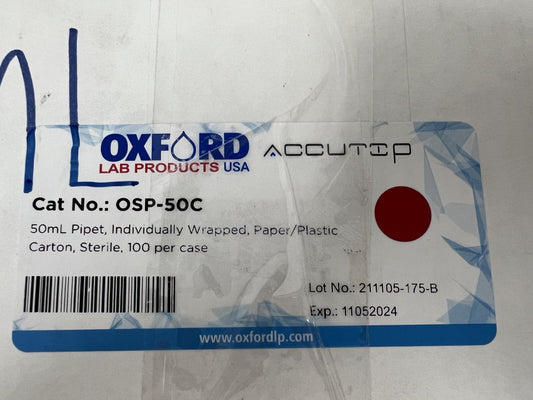 mL
OXFORD ACCUTIP
LAB PRODUCTS USA
Cat No.: OSP-50C
50mL Pipet, Individually Wrapped, Paper/Plastic
Carton, Sterile, 100 per case
Lot No.: 211105-175-B
Exp.: 11052024
www.oxfordlp.com